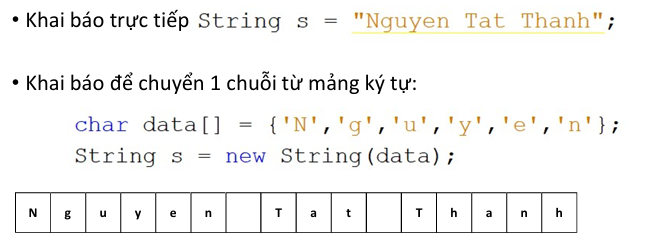 • Khai báo trực tiếp String s = "Nguyen Tat Thanh";
• Khai báo để chuyển 1 chuỗi từ mảng ký tự:
char data[] = {'N','g','u','y','e','n'};
String s = new String(data);
N g u y e n T a t T h a n h